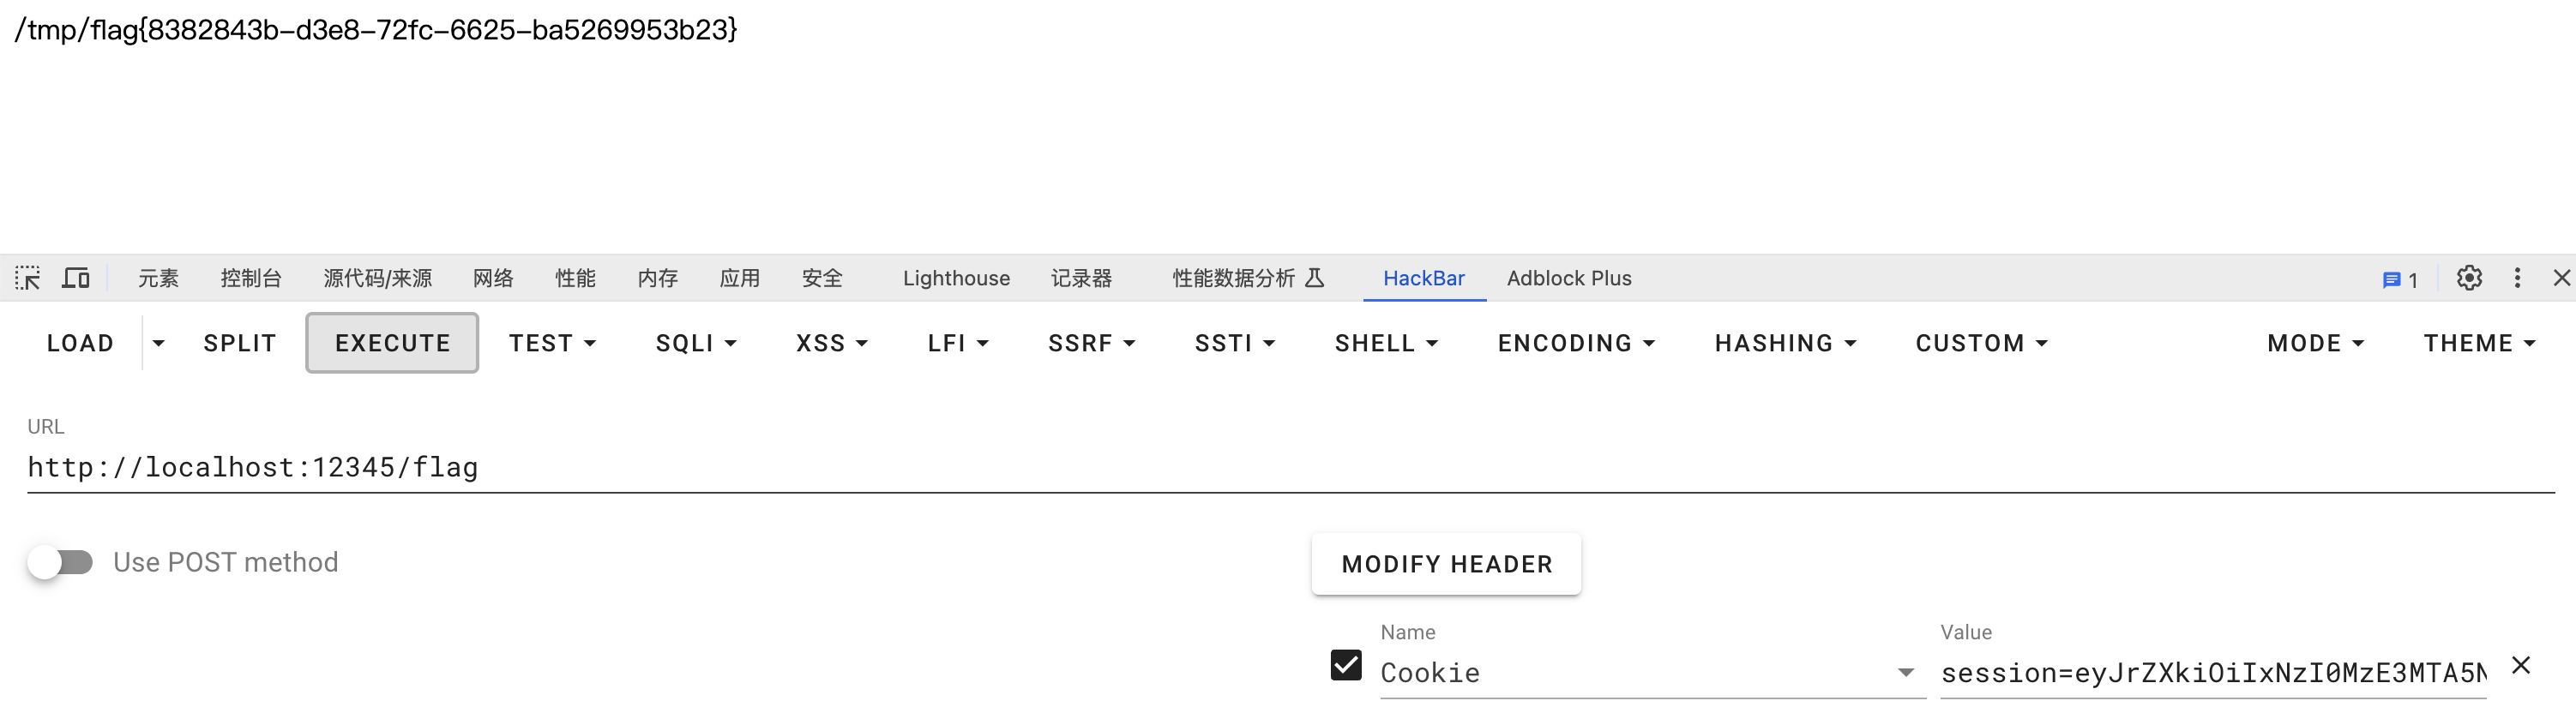 /tmp/flag{8382843b-d3e8-72fc-6625-ba5269953b23}
元素 控制台 源代码/来源 网络 性能 内存 应用 安全 Lighthouse 记录器 性能数据分析 HackBar Adblock Plus 1
LOAD SPLIT EXECUTE TEST SQLI XSS LFI SSRF SSTI SHELL ENCODING HASHING CUSTOM MODE THEME
URL
http://localhost:12345/flag
Use POST method MODIFY HEADER
Name Value
Cookie session=eyJrZXkiOiIxNzI0MzE3MTA5N